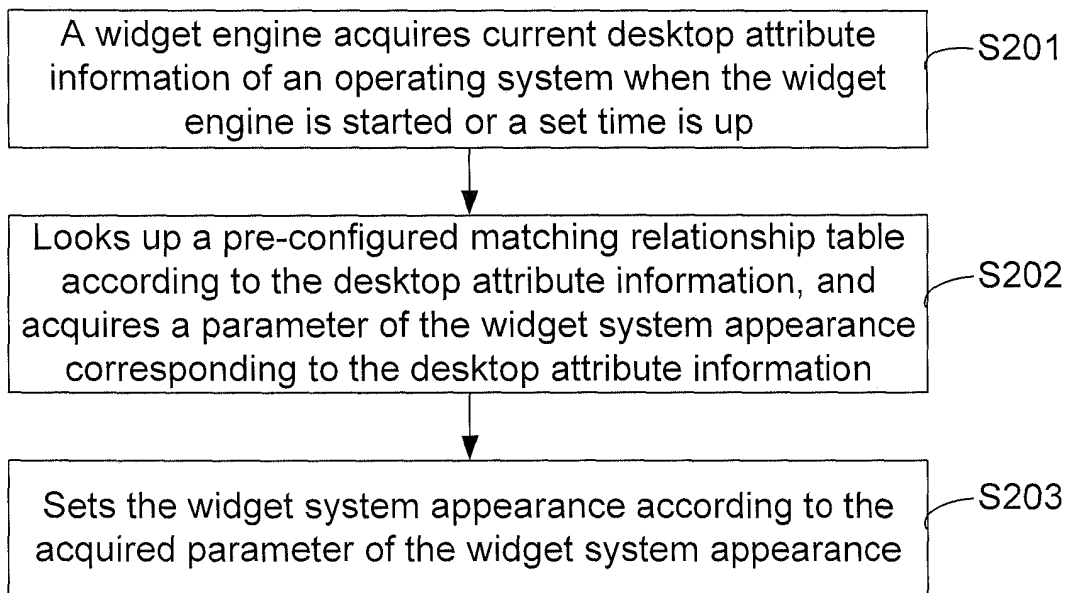 A widget engine acquires current desktop attribute
information of an operating system when the widget
engine is started or a set time is up
S201
Looks up a pre-configured matching relationship table
according to the desktop attribute information, and
acquires a parameter of the widget system appearance
corresponding to the desktop attribute information
S202
Sets the widget system appearance according to the
acquired parameter of the widget system appearance
S203